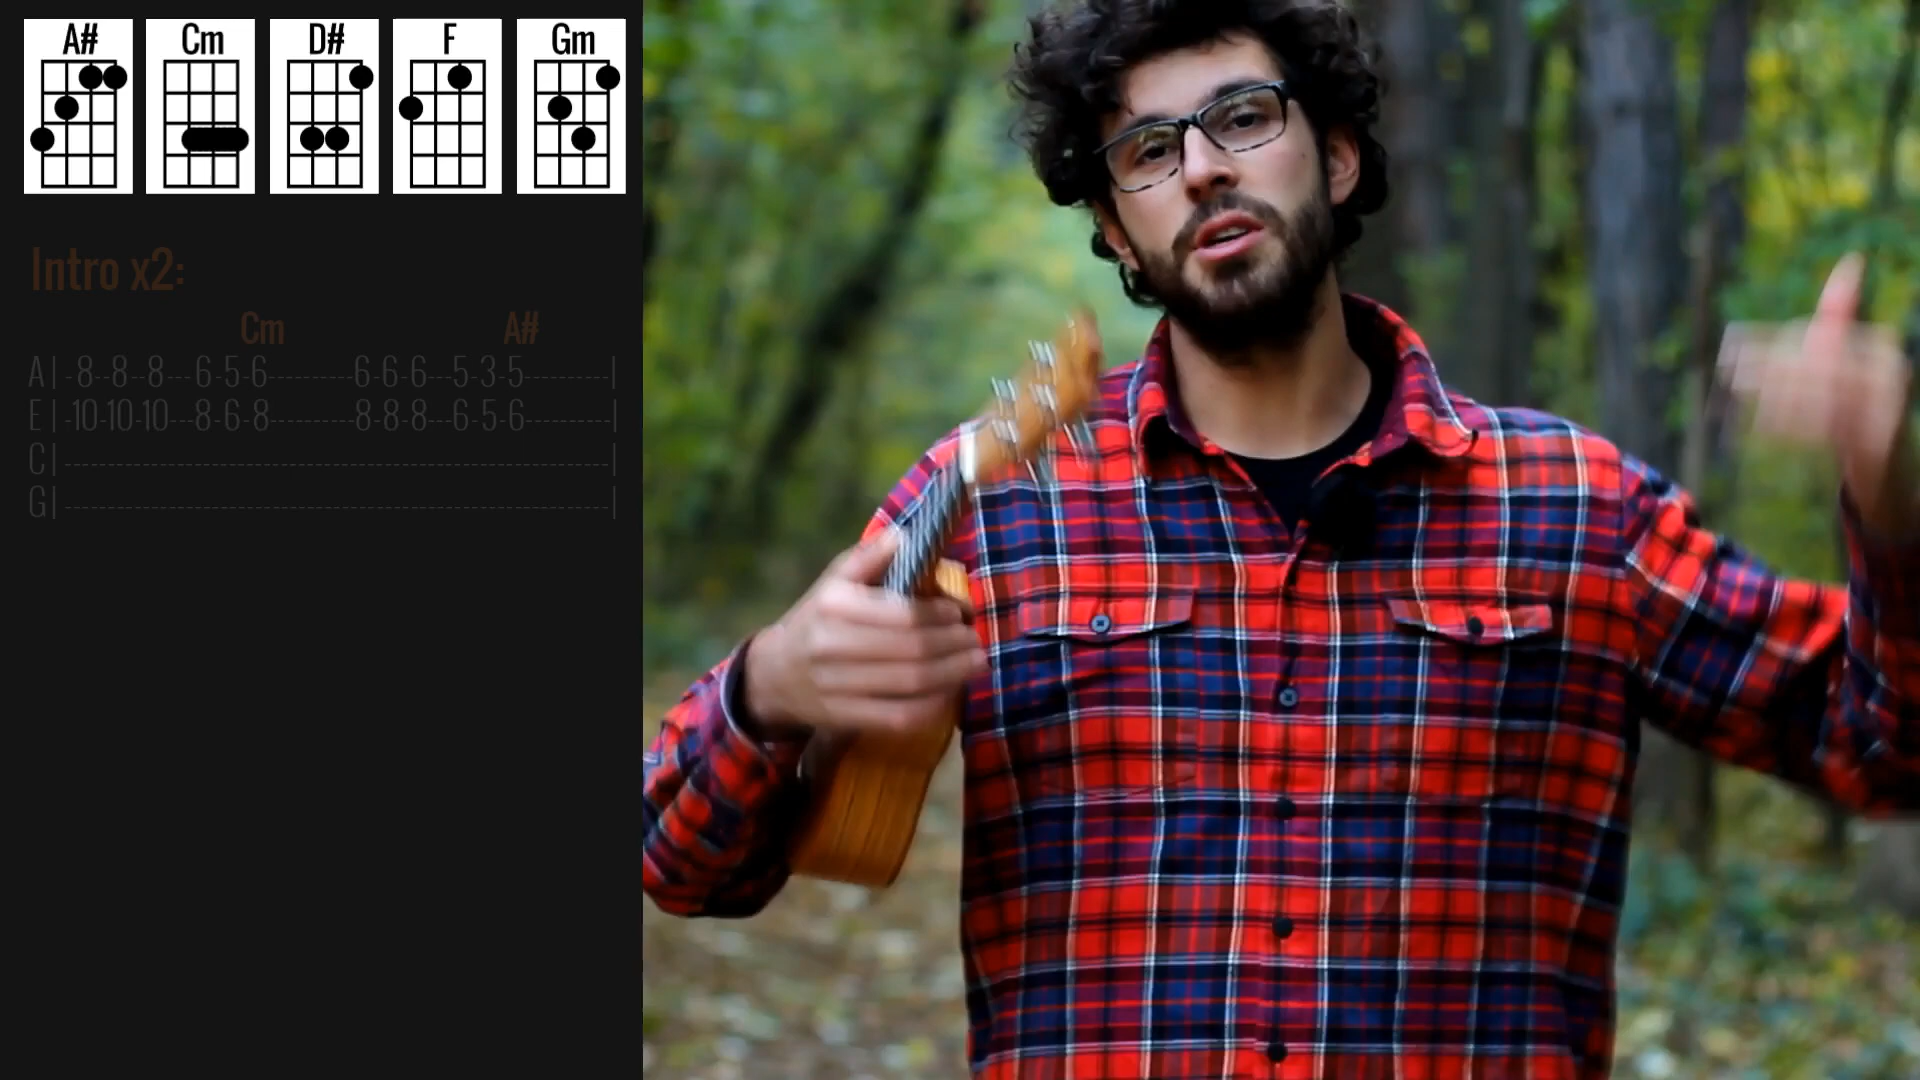 A# Cm D# F Gm
Intro x2:
Cm A#
A|-8-8-8---6-5-6----------6-6-6---5-3-5----------|
E|-10-10-10---8-6-8----------8-8-8---6-5-6----------|
C|--------------------------------------------------|
G|--------------------------------------------------|